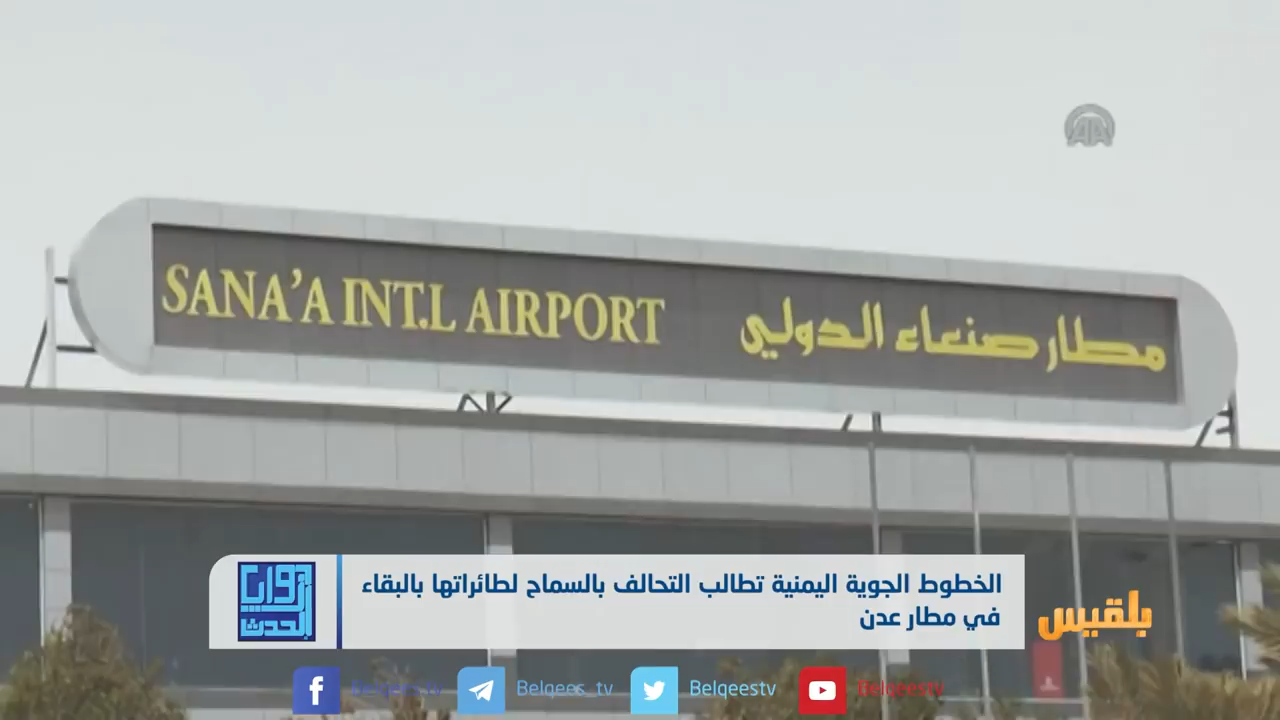 AA
SANA'A INT.L AIRPORT
مطار صنعاء الدولي
الخطوط الجوية اليمنية تطالب التحالف بالسماح لطائراتها بالبقاء
في مطار عدن
زوايا
الحدث
بلقيس
Belqees.tv
Belqees_tv
Belqeestv
Belqeestv